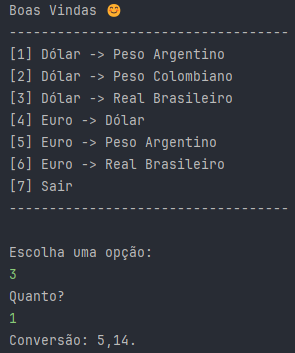 Boas Vindas 😊
-----------------------------------
[1] Dólar -> Peso Argentino
[2] Dólar -> Peso Colombiano
[3] Dólar -> Real Brasileiro
[4] Euro -> Dólar
[5] Euro -> Peso Argentino
[6] Euro -> Real Brasileiro
[7] Sair
-----------------------------------
Escolha uma opção:
3
Quanto?
1
Conversão: 5,14.